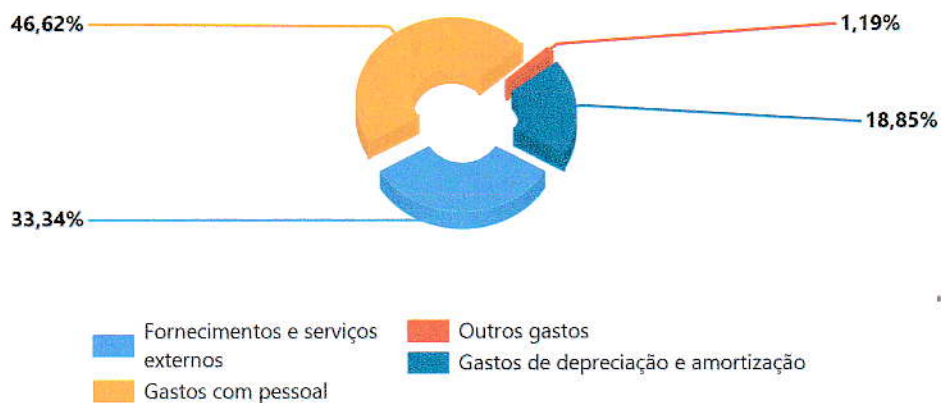 46,62%
1,19%
18,85%
33,34%
Fornecimentos e serviços
externos
Gastos com pessoal
Outros gastos
Gastos de depreciação e amortização